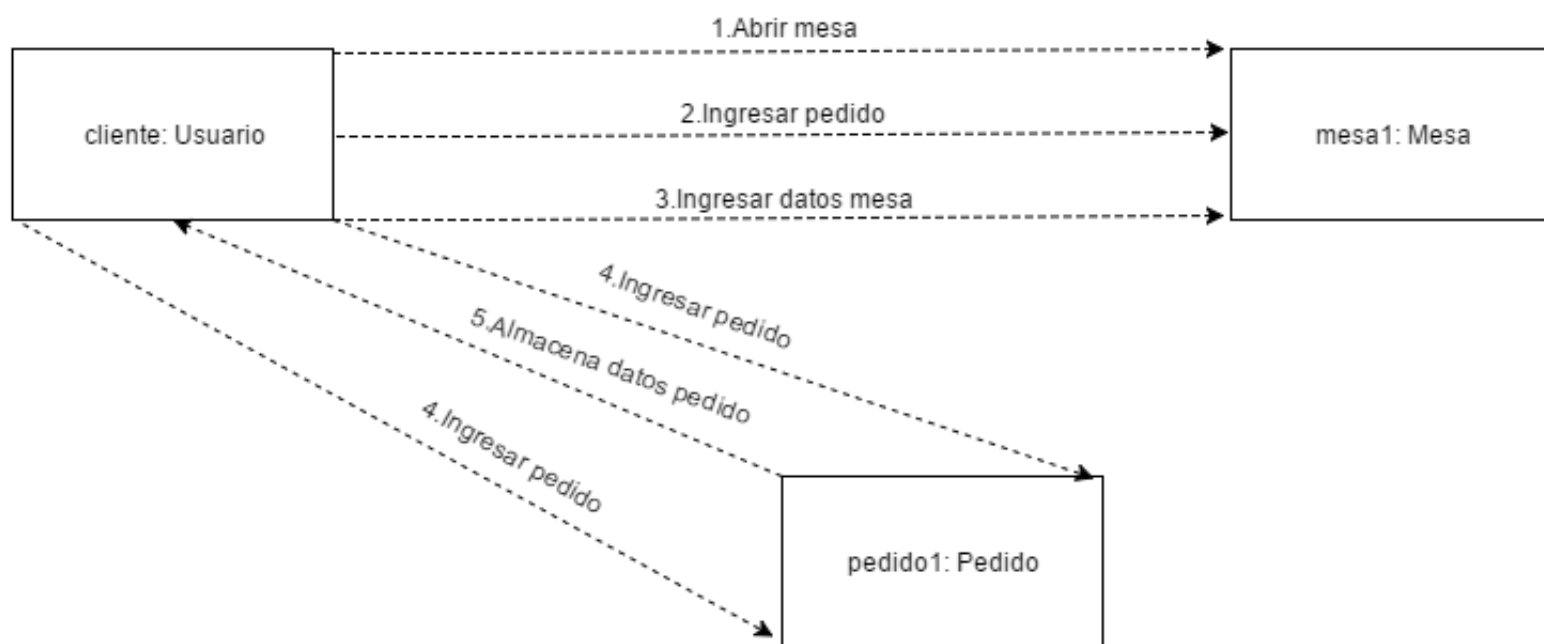 1.Abrir mesa
cliente: Usuario
2.Ingresar pedido
mesa1: Mesa
3.Ingresar datos mesa
4.Ingresar pedido
5.Almacena datos pedido
4.Ingresar pedido
pedido1: Pedido